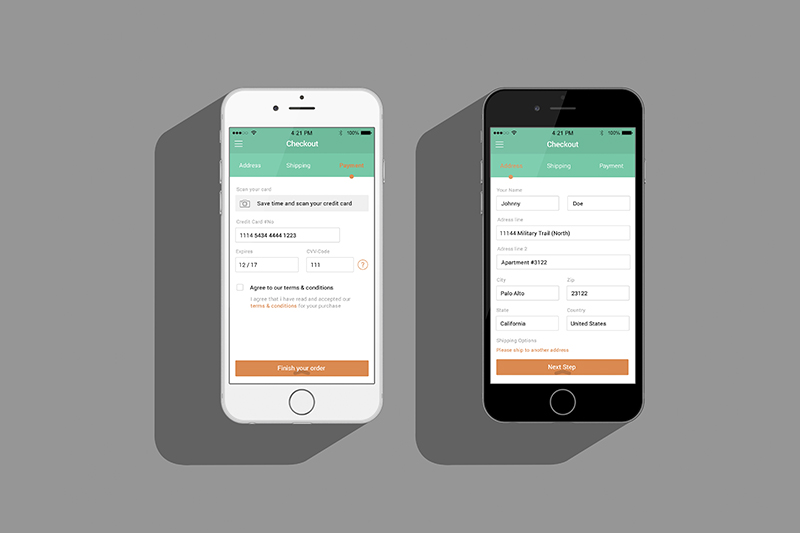 4:21 PM
100%
Checkout
Address
Shipping
Payment
Scan your card
Save time and scan your credit card
Credit Card #No
1114 5434 4444 1223
Expires
CVV-Code
12 / 17
111
?
Agree to our terms & conditions
I agree that i have read and accepted our
terms & conditions for your purchase
Finish your order
4:21 PM
100%
Checkout
Address
Shipping
Payment
Your Name
Johnny
Doe
Adress line
11144 Military Trail (North)
Adress line 2
Apartment #3122
City
Zip
Palo Alto
23122
State
Country
California
United States
Shipping Options
Please ship to another address
Next Step